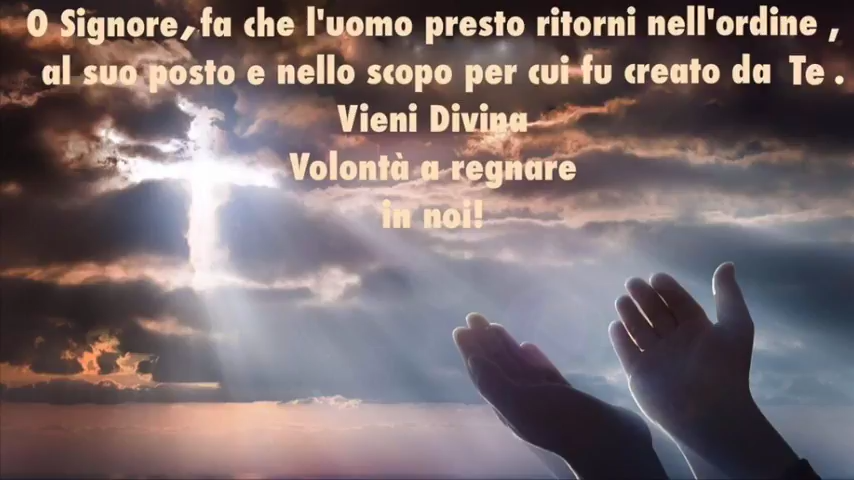 O Signore, fa che l'uomo presto ritorni nell'ordine ,
al suo posto e nello scopo per cui fu creato da Te .
Vieni Divina
Volontà a regnare
in noi!